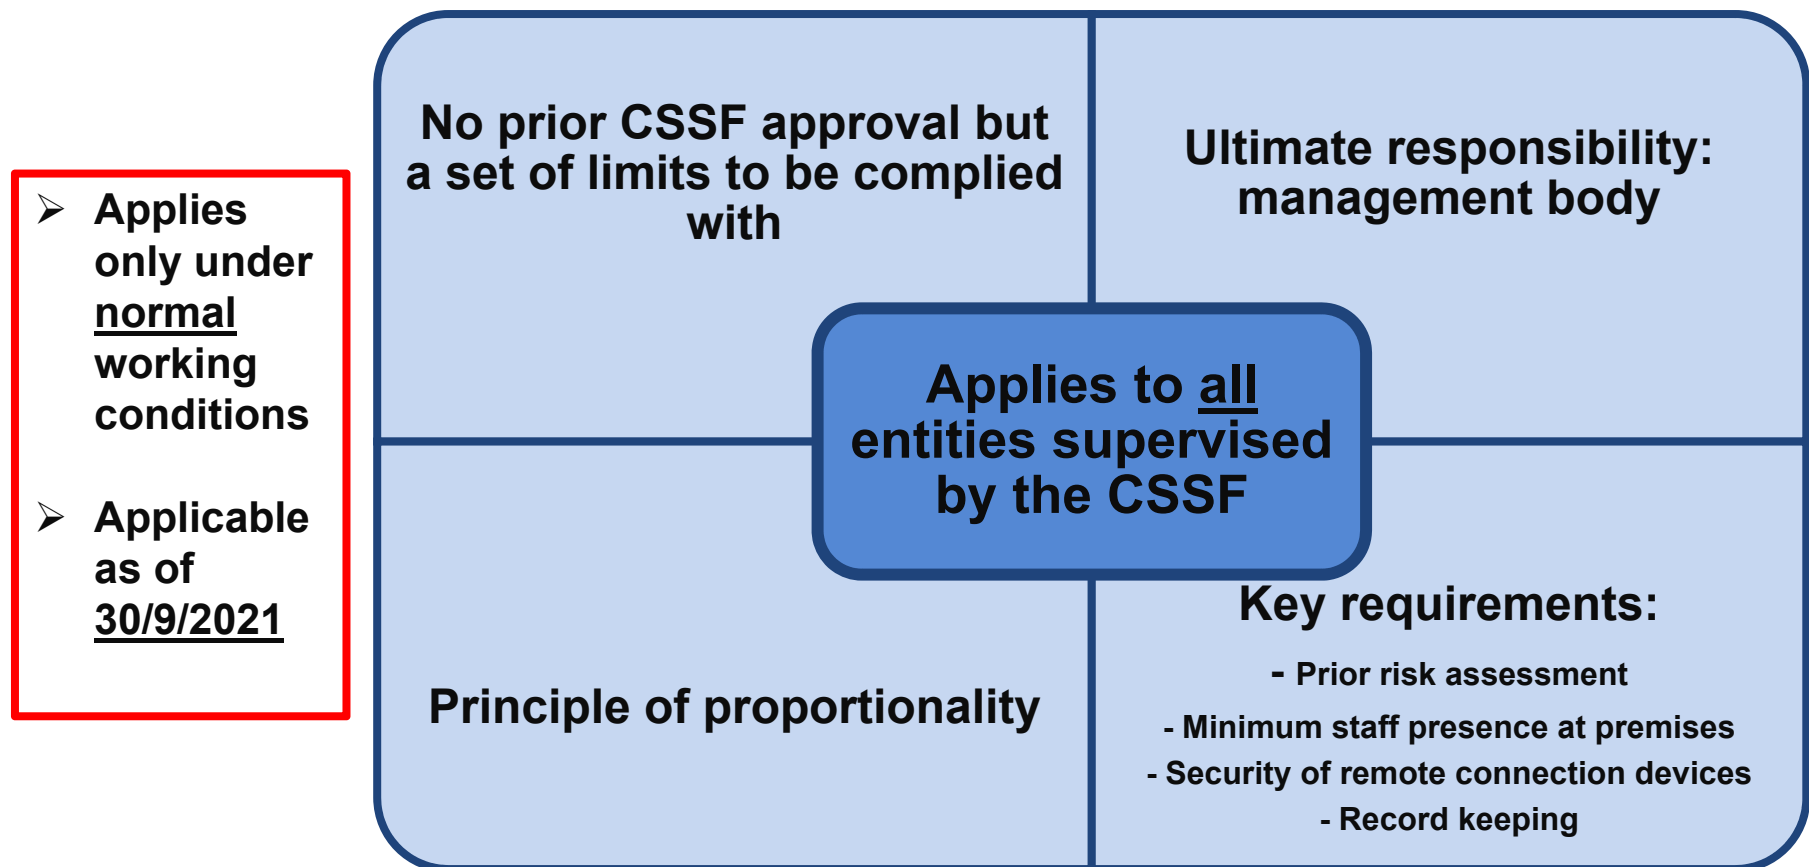 ➢ Applies
only under
normal
working
conditions
➢ Applicable
as of
30/9/2021
No prior CSSF approval but
a set of limits to be complied
with
Ultimate responsibility:
management body
Applies to all
entities supervised
by the CSSF
Principle of proportionality
Key requirements:
- Prior risk assessment
- Minimum staff presence at premises
- Security of remote connection devices
- Record keeping